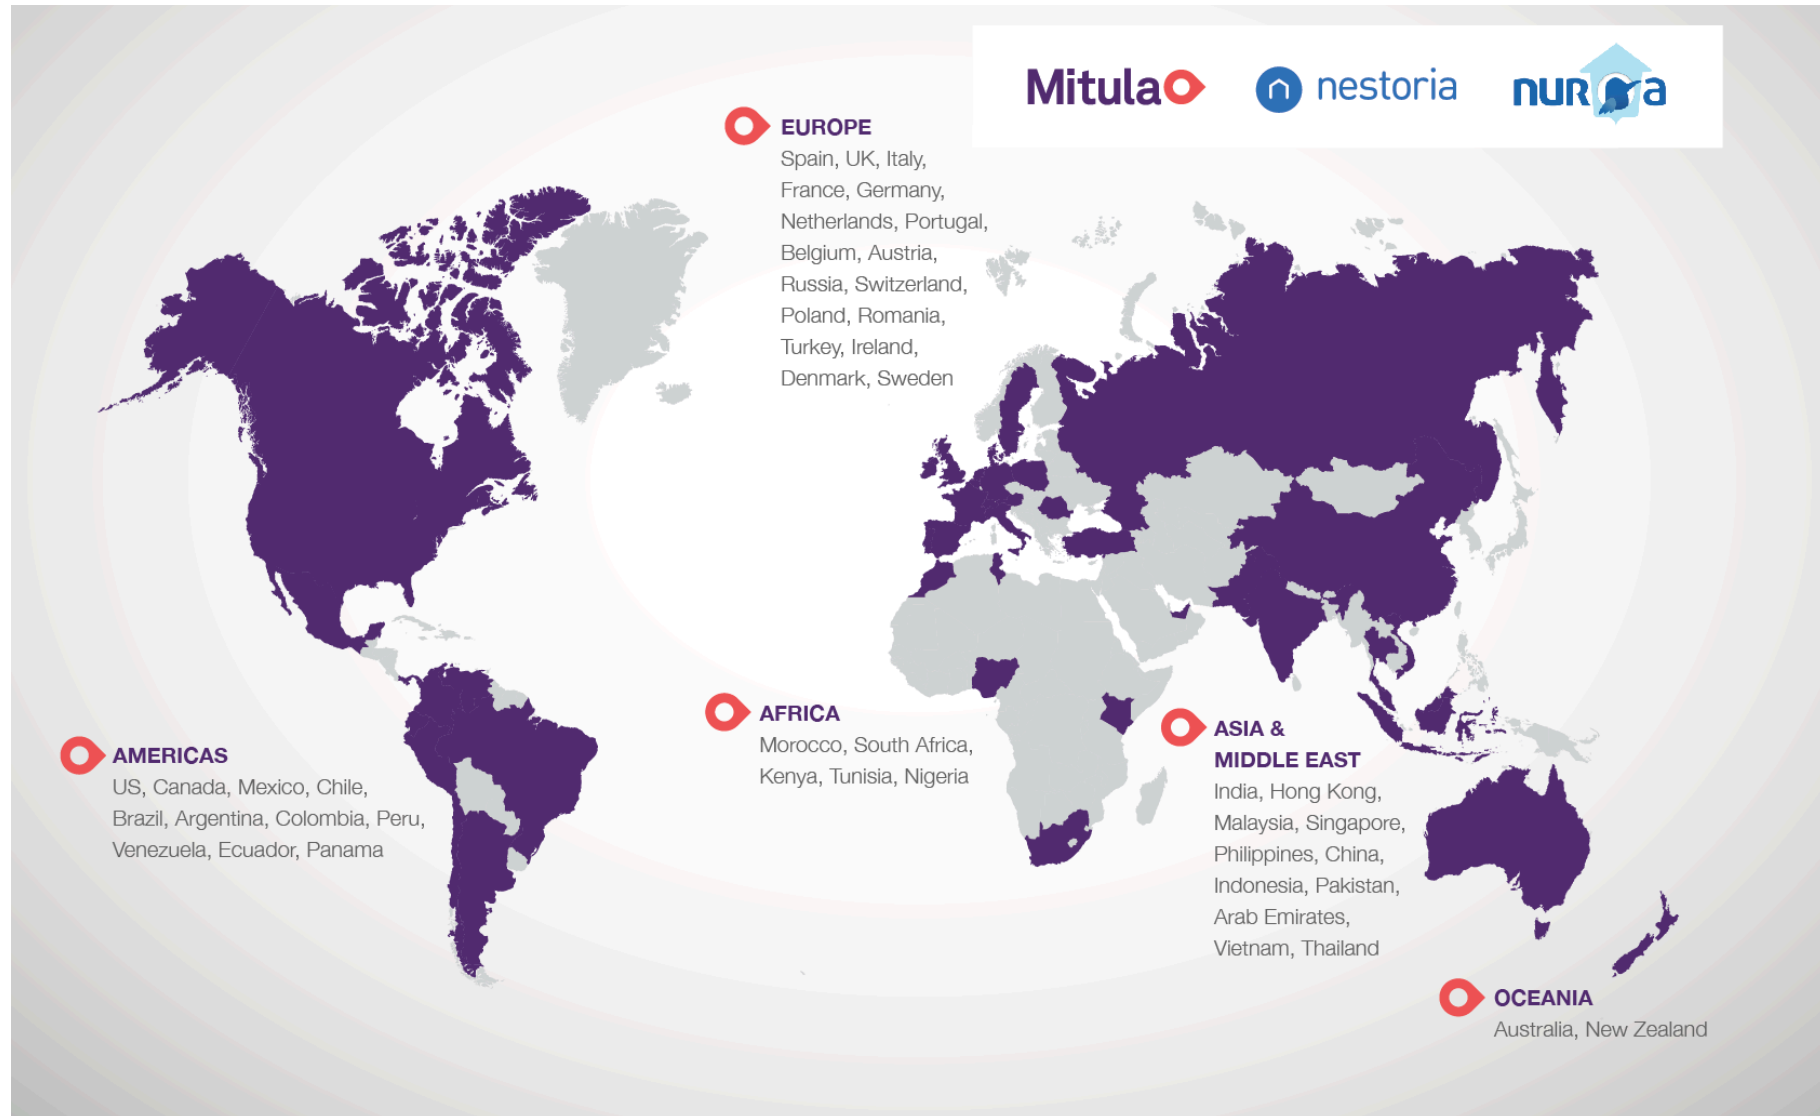 Mitula
nestoria
nuroa
EUROPE
Spain, UK, Italy,
France, Germany,
Netherlands, Portugal,
Belgium, Austria,
Russia, Switzerland,
Poland, Romania,
Turkey, Ireland,
Denmark, Sweden
AMERICAS
US, Canada, Mexico, Chile,
Brazil, Argentina, Colombia, Peru,
Venezuela, Ecuador, Panama
AFRICA
Morocco, South Africa,
Kenya, Tunisia, Nigeria
ASIA &
MIDDLE EAST
India, Hong Kong,
Malaysia, Singapore,
Philippines, China,
Indonesia, Pakistan,
Arab Emirates,
Vietnam, Thailand
OCEANIA
Australia, New Zealand